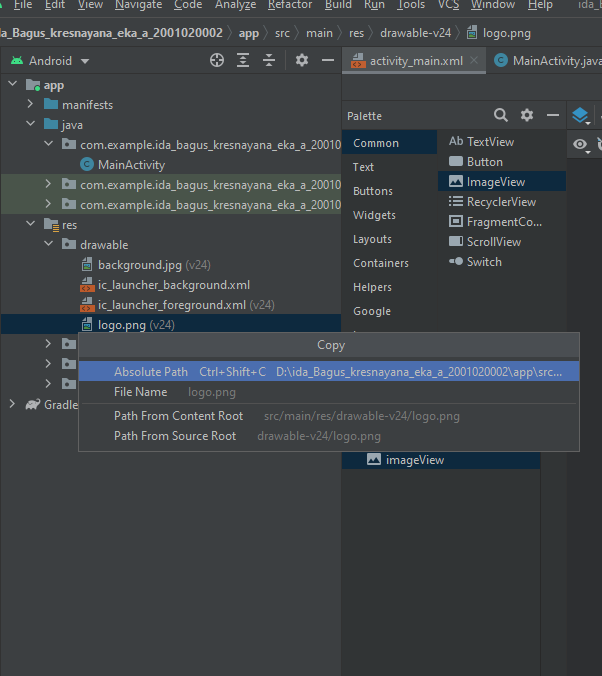 File Edit View Navigate Code Analyze Refactor Build Run Tools VCS Window Help ida_B
da_Bagus_kresnayana_eka_a_2001020002 app src main res drawable-v24 logo.png
Android
activity_main.xml
MainActivity.java
app
manifests
java
com.example.ida_bagus_kresnayana_eka_a_20010
MainActivity
com.example.ida_bagus_kresnayana_eka_a_20010
com.example.ida_bagus_kresnayana_eka_a_20010
res
drawable
background.jpg (v24)
ic_launcher_background.xml
ic_launcher_foreground.xml (v24)
logo.png (v24)
Gradle
Palette
Common
Text
Buttons
Widgets
Layouts
Containers
Helpers
Google
Ab TextView
Button
ImageView
RecyclerView
FragmentCo...
ScrollView
Switch
Copy
Absolute Path Ctrl+Shift+C D:\ida_Bagus_kresnayana_eka_a_2001020002\app\src...
File Name logo.png
Path From Content Root src/main/res/drawable-v24/logo.png
Path From Source Root drawable-v24/logo.png
imageView